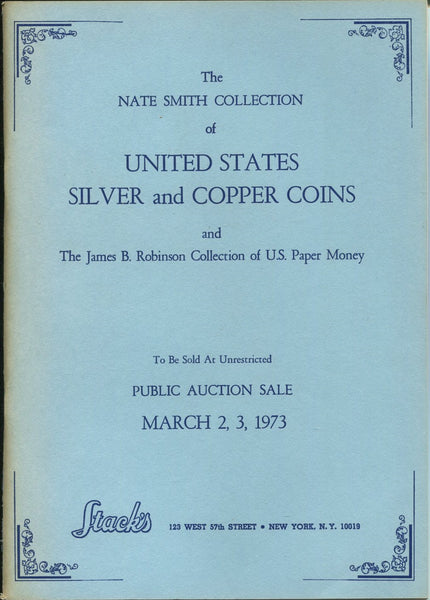 The
NATE SMITH COLLECTION
of
UNITED STATES
SILVER and COPPER COINS
and
The James B. Robinson Collection of U.S. Paper Money
To Be Sold At Unrestricted
PUBLIC AUCTION SALE
MARCH 2, 3, 1973
Stack's 123 WEST 57th STREET • NEW YORK, N. Y. 10019